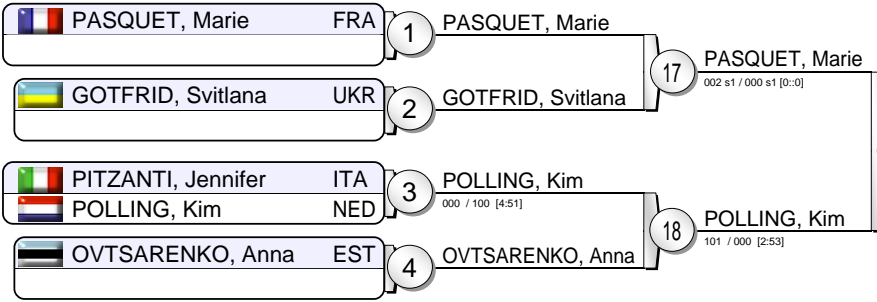 PASQUET, Marie FRA
1
PASQUET, Marie
GOTFRID, Svitlana UKR
2
GOTFRID, Svitlana
17
PASQUET, Marie
002 s1 / 000 s1 [0::0]
PITZANTI, Jennifer ITA
POLLING, Kim NED
3
POLLING, Kim
000 / 100 [4:51]
OVTSARENKO, Anna EST
4
OVTSARENKO, Anna
18
POLLING, Kim
101 / 000 [2:53]